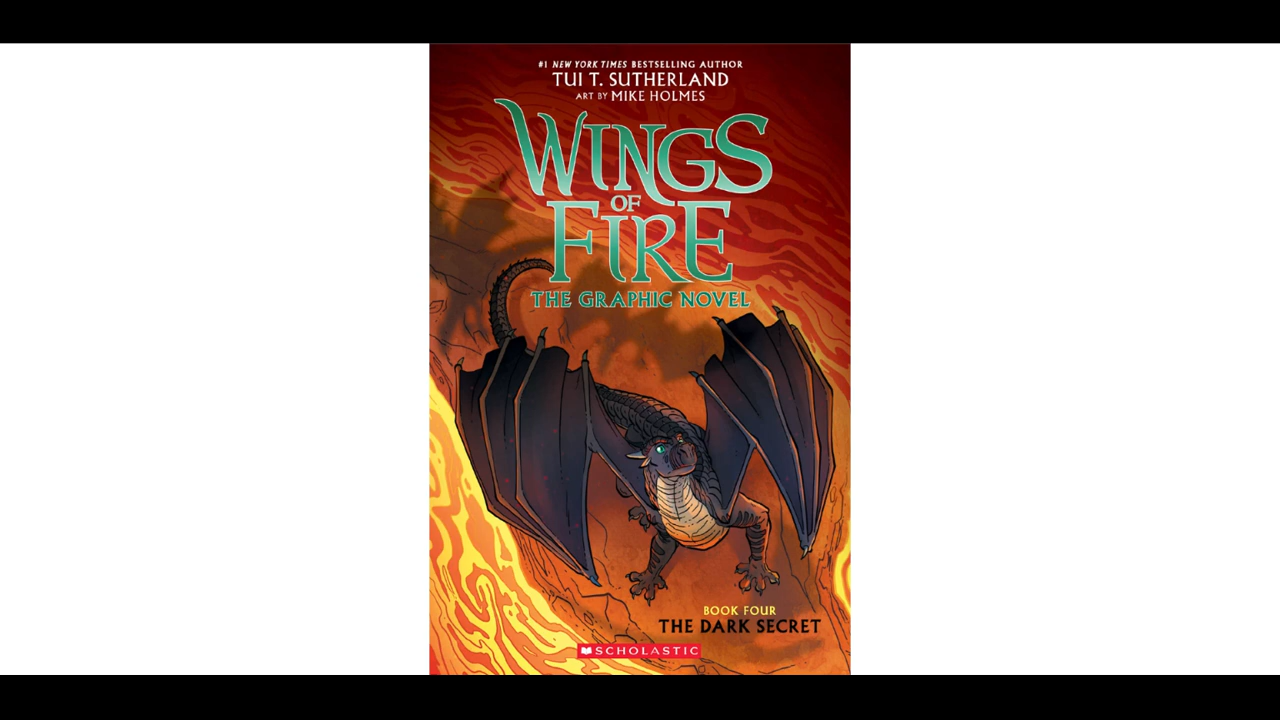 #1 NEW YORK TIMES BESTSELLING AUTHOR
TUI T. SUTHERLAND
ART BY MIKE HOLMES
WINGS
OF
FIRE
THE GRAPHIC NOVEL
BOOK FOUR
THE DARK SECRET
SCHOLASTIC